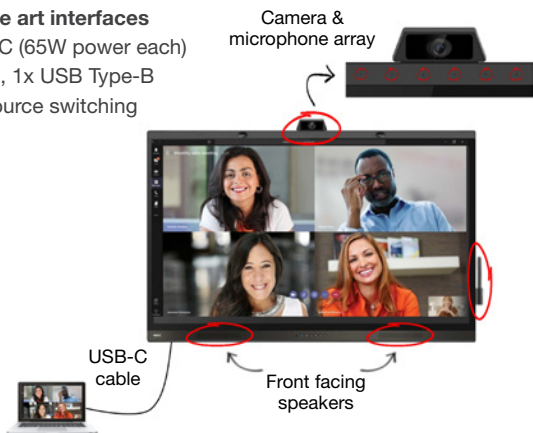 e art interfaces
C (65W power each)
, 1x USB Type-B
ource switching
Camera &
microphone array
USB-C
cable
Front facing
speakers